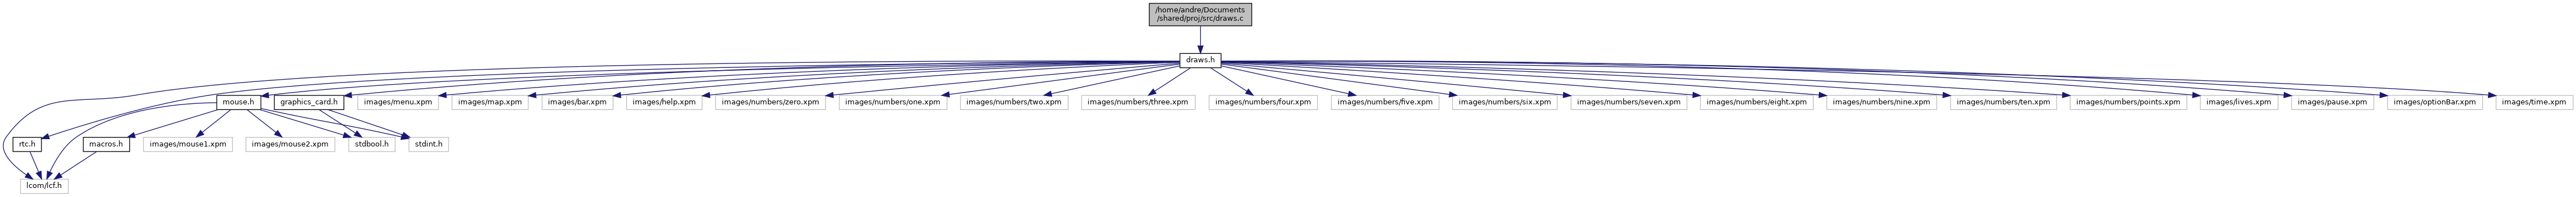 /home/andre/Documents
/shared/proj/src/draws.c
draws.h
mouse.h
graphics_card.h
images/menu.xpm
images/map.xpm
images/bar.xpm
images/help.xpm
images/numbers/zero.xpm
images/numbers/one.xpm
images/numbers/two.xpm
images/numbers/three.xpm
images/numbers/four.xpm
images/numbers/five.xpm
images/numbers/six.xpm
images/numbers/seven.xpm
images/numbers/eight.xpm
images/numbers/nine.xpm
images/numbers/ten.xpm
images/numbers/points.xpm
images/lives.xpm
images/pause.xpm
images/optionBar.xpm
images/time.xpm
rtc.h
macros.h
images/mouse1.xpm
images/mouse2.xpm
stdbool.h
stdint.h
lcom/lcf.h